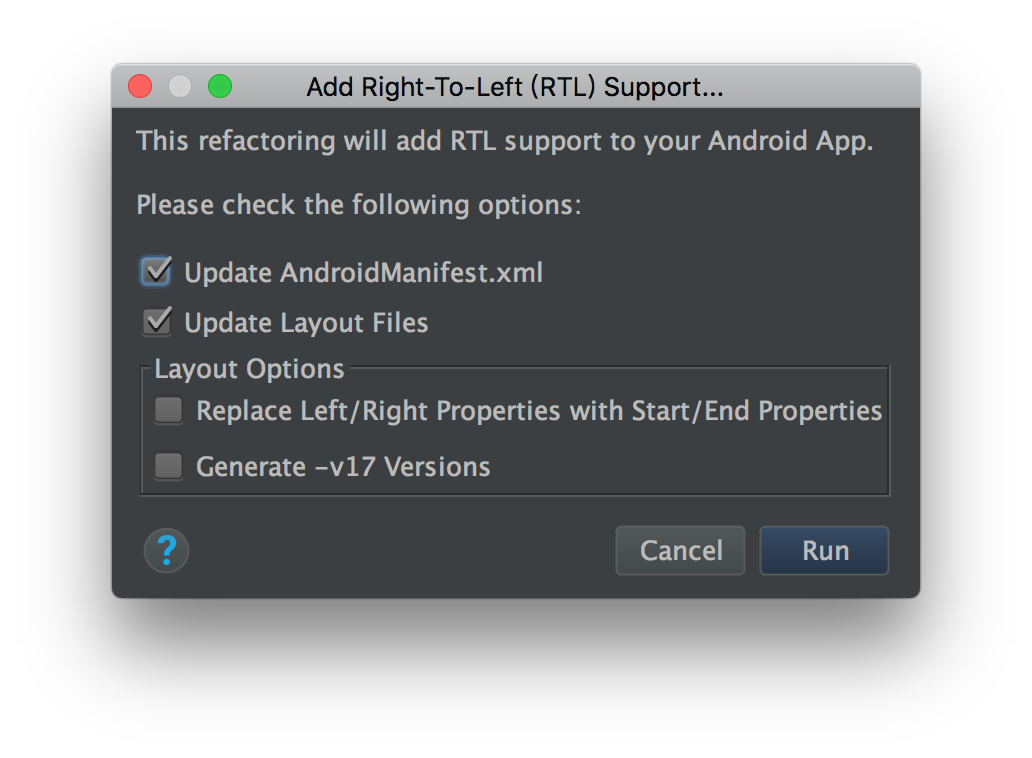 Add Right-To-Left (RTL) Support...
This refactoring will add RTL support to your Android App.
Please check the following options:
Update AndroidManifest.xml
Update Layout Files
Layout Options
Replace Left/Right Properties with Start/End Properties
Generate -v17 Versions
?
Cancel
Run